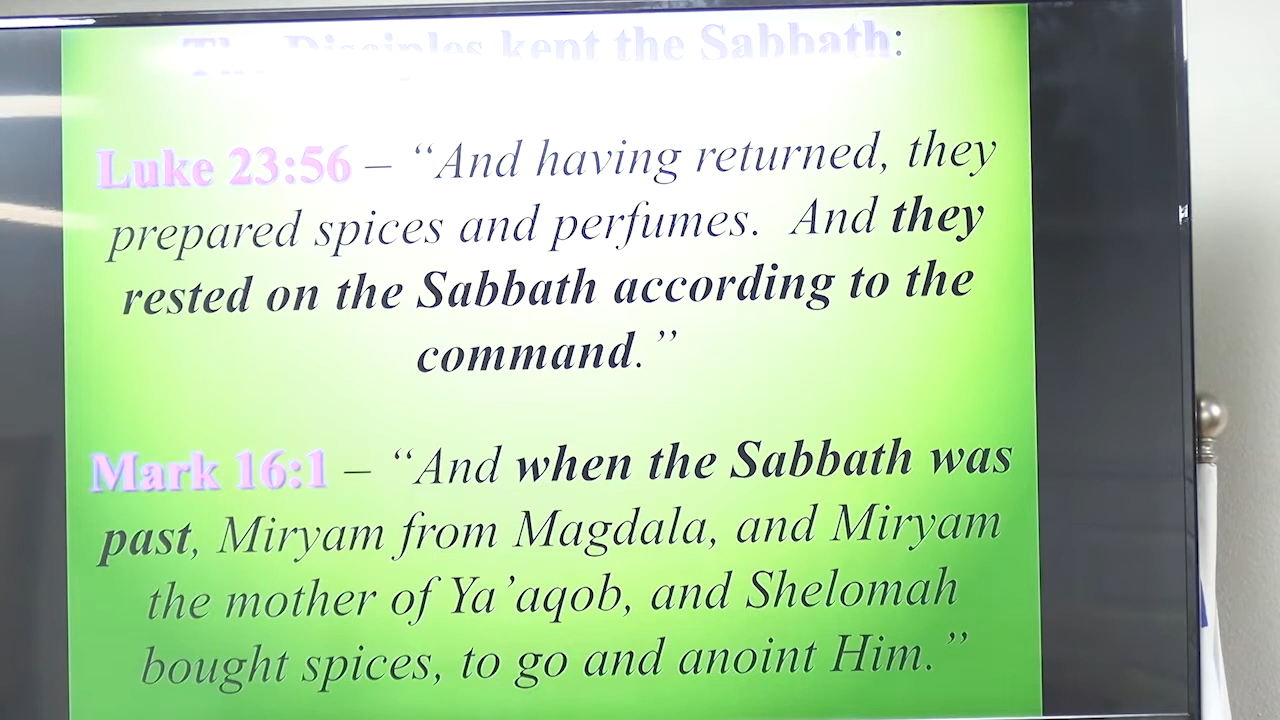 The Disciples kept the Sabbath:
Luke 23:56 – “And having returned, they
prepared spices and perfumes. And they
rested on the Sabbath according to the
command.”
Mark 16:1 – “And when the Sabbath was
past, Miryam from Magdala, and Miryam
the mother of Ya’aqob, and Shelomah
bought spices, to go and anoint Him.”